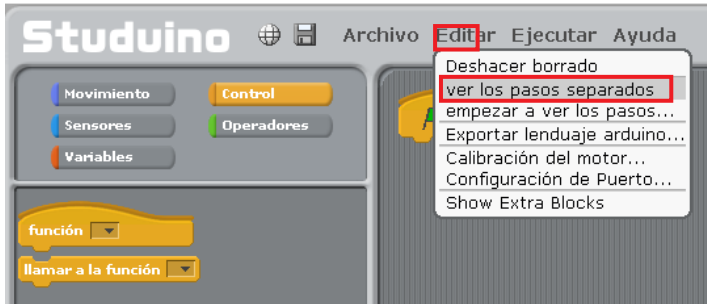 Studuino Archivo Editar Ejecutar Ayuda
Deshacer borrado
ver los pasos separados
empezar a ver los pasos...
Exportar lenduaje arduino...
Calibración del motor...
Configuración de Puerto...
Show Extra Blocks
Movimiento Control
Sensores Operadores
Variables
función
llamar a la función